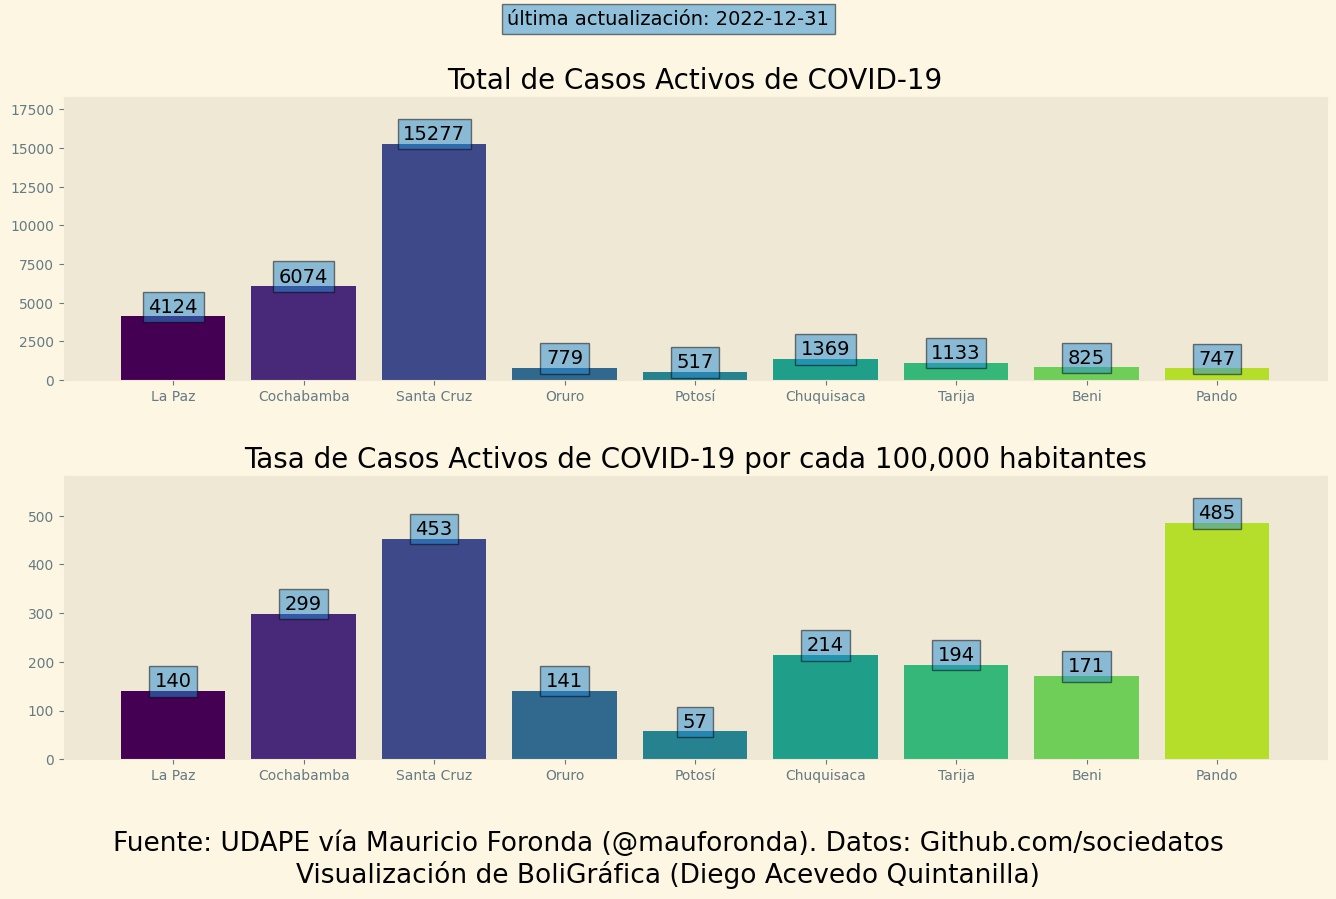 última actualización: 2022-12-31
Total de Casos Activos de COVID-19
17500
15000
12500
10000
7500
5000
2500
0
4124
6074
15277
779
517
1369
1133
825
747
La Paz
Cochabamba
Santa Cruz
Oruro
Potosí
Chuquisaca
Tarija
Beni
Pando
Tasa de Casos Activos de COVID-19 por cada 100,000 habitantes
500
400
300
200
100
0
140
299
453
141
57
214
194
171
485
La Paz
Cochabamba
Santa Cruz
Oruro
Potosí
Chuquisaca
Tarija
Beni
Pando
Fuente: UDAPE vía Mauricio Foronda (@mauforonda). Datos: Github.com/sociedatos
Visualización de BoliGráfica (Diego Acevedo Quintanilla)